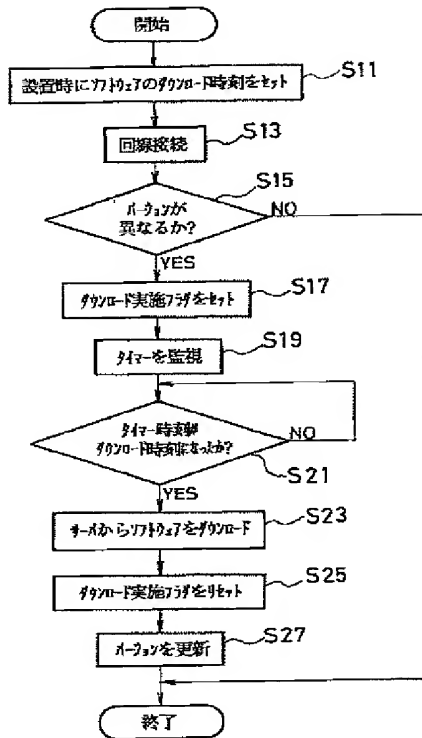 開始
設置時にｿﾌﾄｳｪｱのﾀﾞｳﾝﾛｰﾄﾞ時刻をｾｯﾄ
S11
回線接続
S13
ﾊﾞｰｼﾞｮﾝが
異なるか?
S15
NO
YES
ﾀﾞｳﾝﾛｰﾄﾞ実施ﾌﾗｸﾞをｾｯﾄ
S17
ﾀｲﾏｰを監視
S19
ﾀｲﾏｰ時刻が
ﾀﾞｳﾝﾛｰﾄﾞ時刻になったか?
NO
S21
YES
ｻｰﾊﾞからｿﾌﾄｳｪｱをﾀﾞｳﾝﾛｰﾄﾞ
S23
ﾀﾞｳﾝﾛｰﾄﾞ実施ﾌﾗｸﾞをﾘｾｯﾄ
S25
ﾊﾞｰｼﾞｮﾝを更新
S27
終了